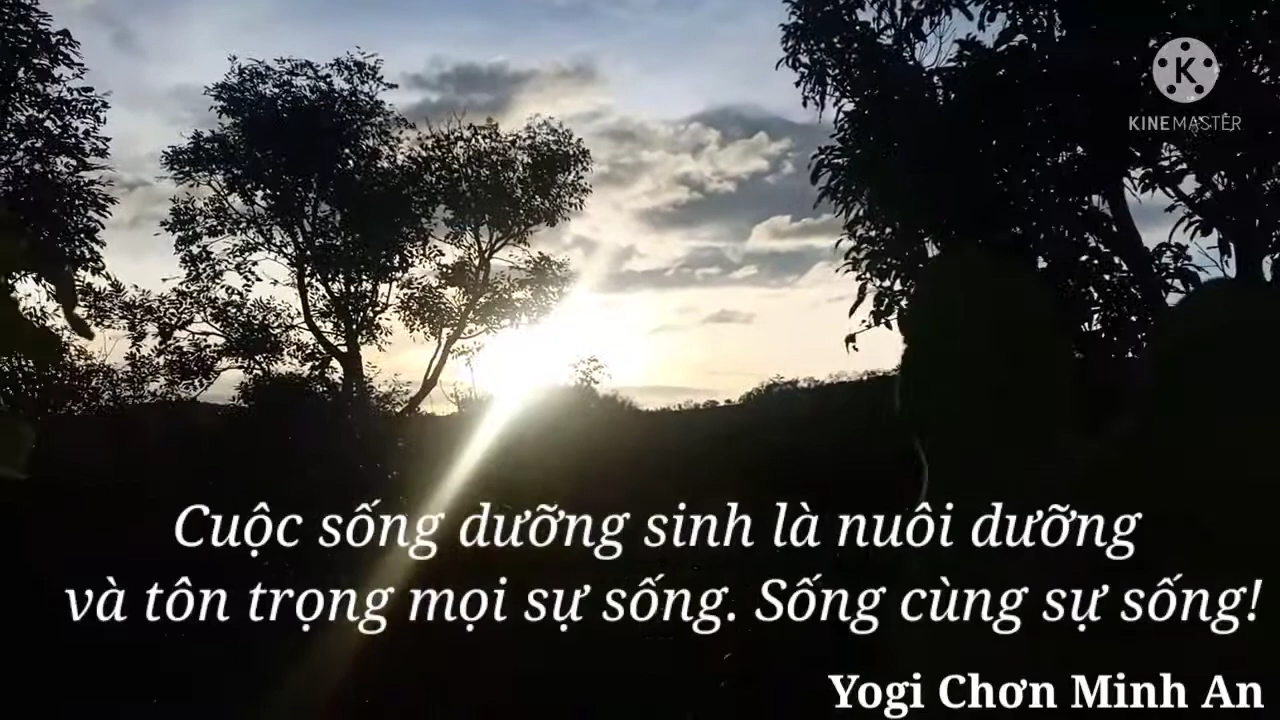 K
KINEMASTER
Cuộc sống dưỡng sinh là nuôi dưỡng
và tôn trọng mọi sự sống. Sống cùng sự sống!
Yogi Chơn Minh An